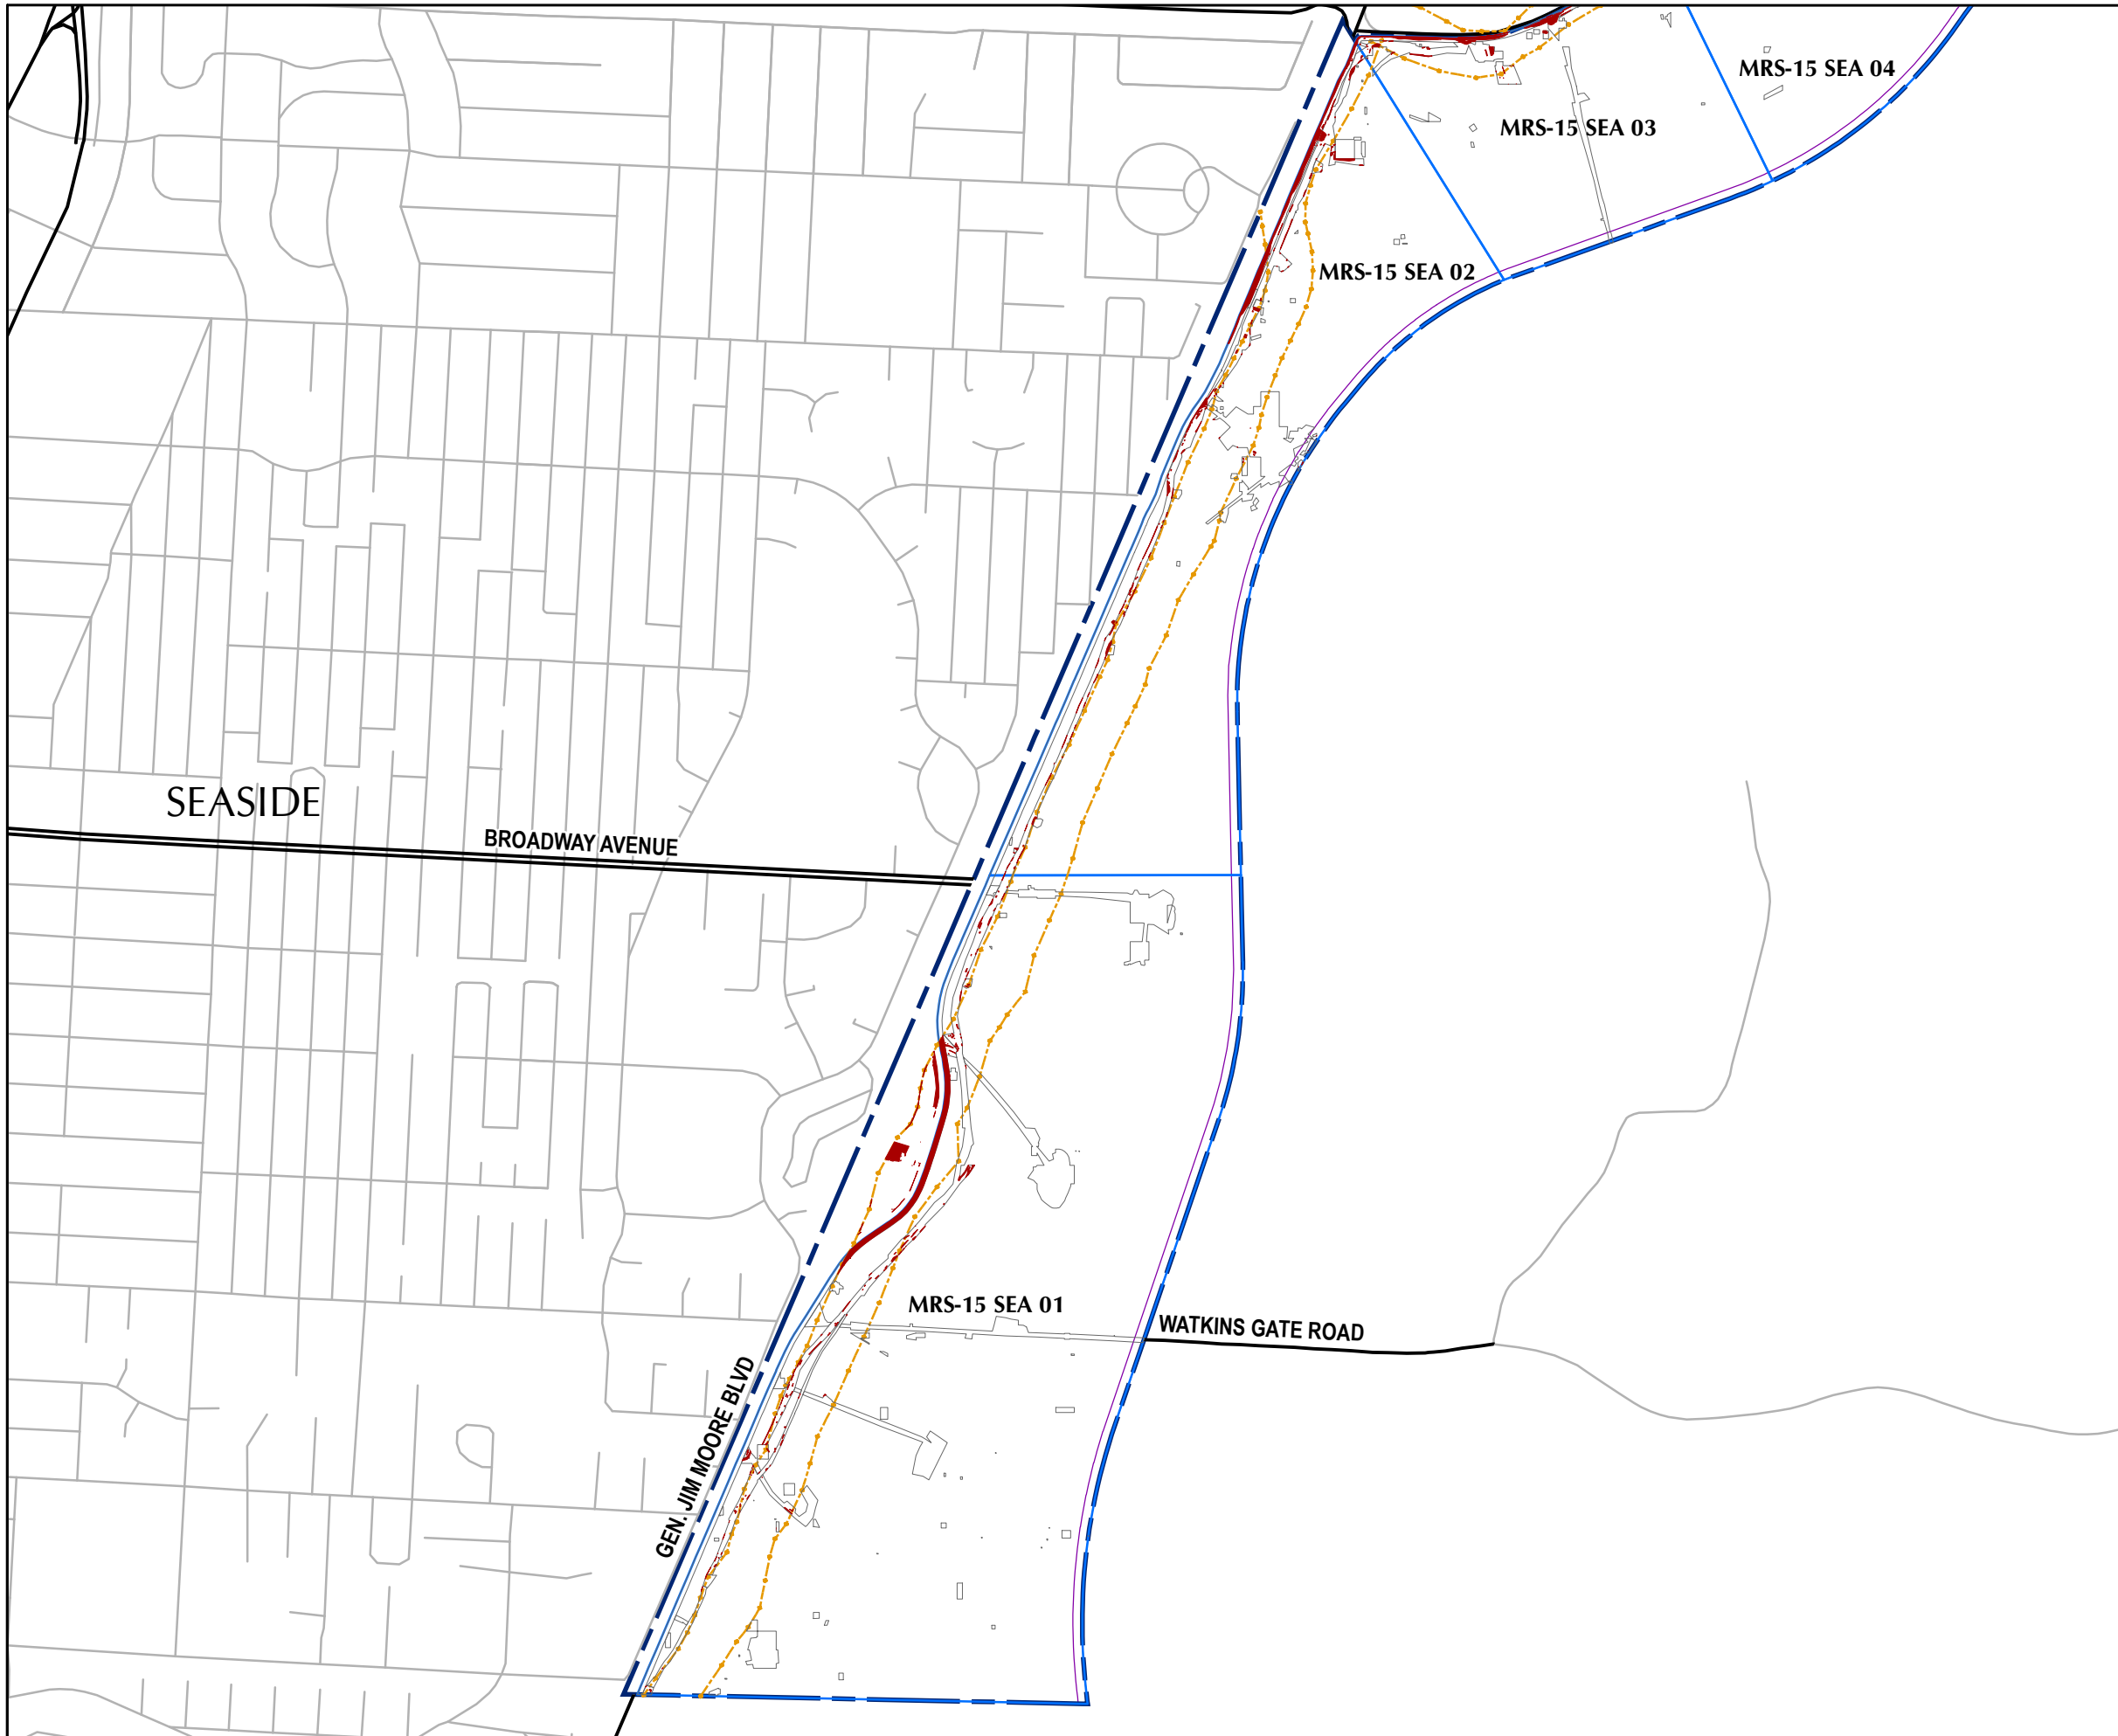 MRS-15 SEA 04
MRS-15 SEA 03
MRS-15 SEA 02
SEASIDE
BROADWAY AVENUE
MRS-15 SEA 01
WATKINS GATE ROAD
GEN. JIM MOORE BLVD